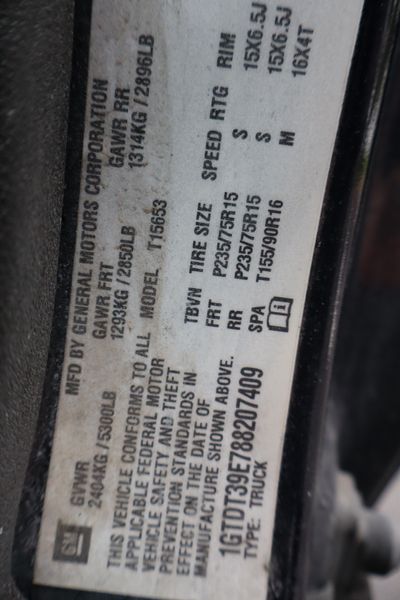 GM
MFD BY GENERAL MOTORS CORPORATION
GVWR GAWR FRT GAWR RR
2404KG / 5300LB 1293KG / 2850LB 1314KG / 2896LB
THIS VEHICLE CONFORMS TO ALL MODEL T15653
APPLICABLE FEDERAL MOTOR
VEHICLE SAFETY AND THEFT
PREVENTION STANDARDS IN
EFFECT ON THE DATE OF
MANUFACTURE SHOWN ABOVE.
TBVN TIRE SIZE SPEED RTG RIM
FRT P235/75R15 S 15X6.5J
RR P235/75R15 S 15X6.5J
SPA T155/90R16 M 16X4T
1GTDT39E788207409
TYPE: TRUCK